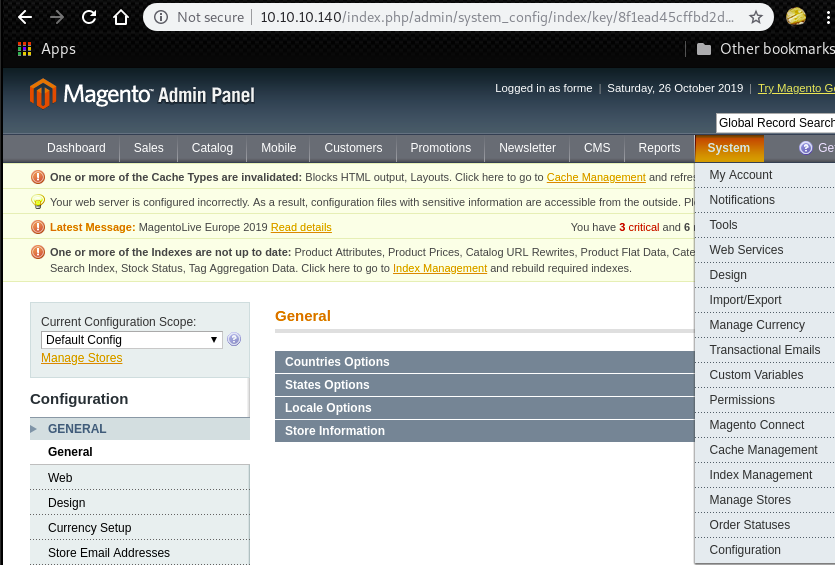 Not secure 10.10.10.140/index.php/admin/system_config/index/key/8f1ead45cffbd2d...
Apps Other bookmarks
Magento™ Admin Panel
Logged in as forme | Saturday, 26 October 2019 | Try Magento G
Global Record Search
Dashboard Sales Catalog Mobile Customers Promotions Newsletter CMS Reports System Ge
One or more of the Cache Types are invalidated: Blocks HTML output, Layouts. Click here to go to Cache Management and refre
Your web server is configured incorrectly. As a result, configuration files with sensitive information are accessible from the outside. Pl
Latest Message: MagentoLive Europe 2019 Read details You have 3 critical and 6
One or more of the Indexes are not up to date: Product Attributes, Product Prices, Catalog URL Rewrites, Product Flat Data, Cate
Search Index, Stock Status, Tag Aggregation Data. Click here to go to Index Management and rebuild required indexes.
My Account
Notifications
Tools
Web Services
Design
Import/Export
Manage Currency
Transactional Emails
Custom Variables
Permissions
Magento Connect
Cache Management
Index Management
Manage Stores
Order Statuses
Configuration
Current Configuration Scope:
Default Config
Manage Stores
Configuration
GENERAL
General
Web
Design
Currency Setup
Store Email Addresses
General
Countries Options
States Options
Locale Options
Store Information